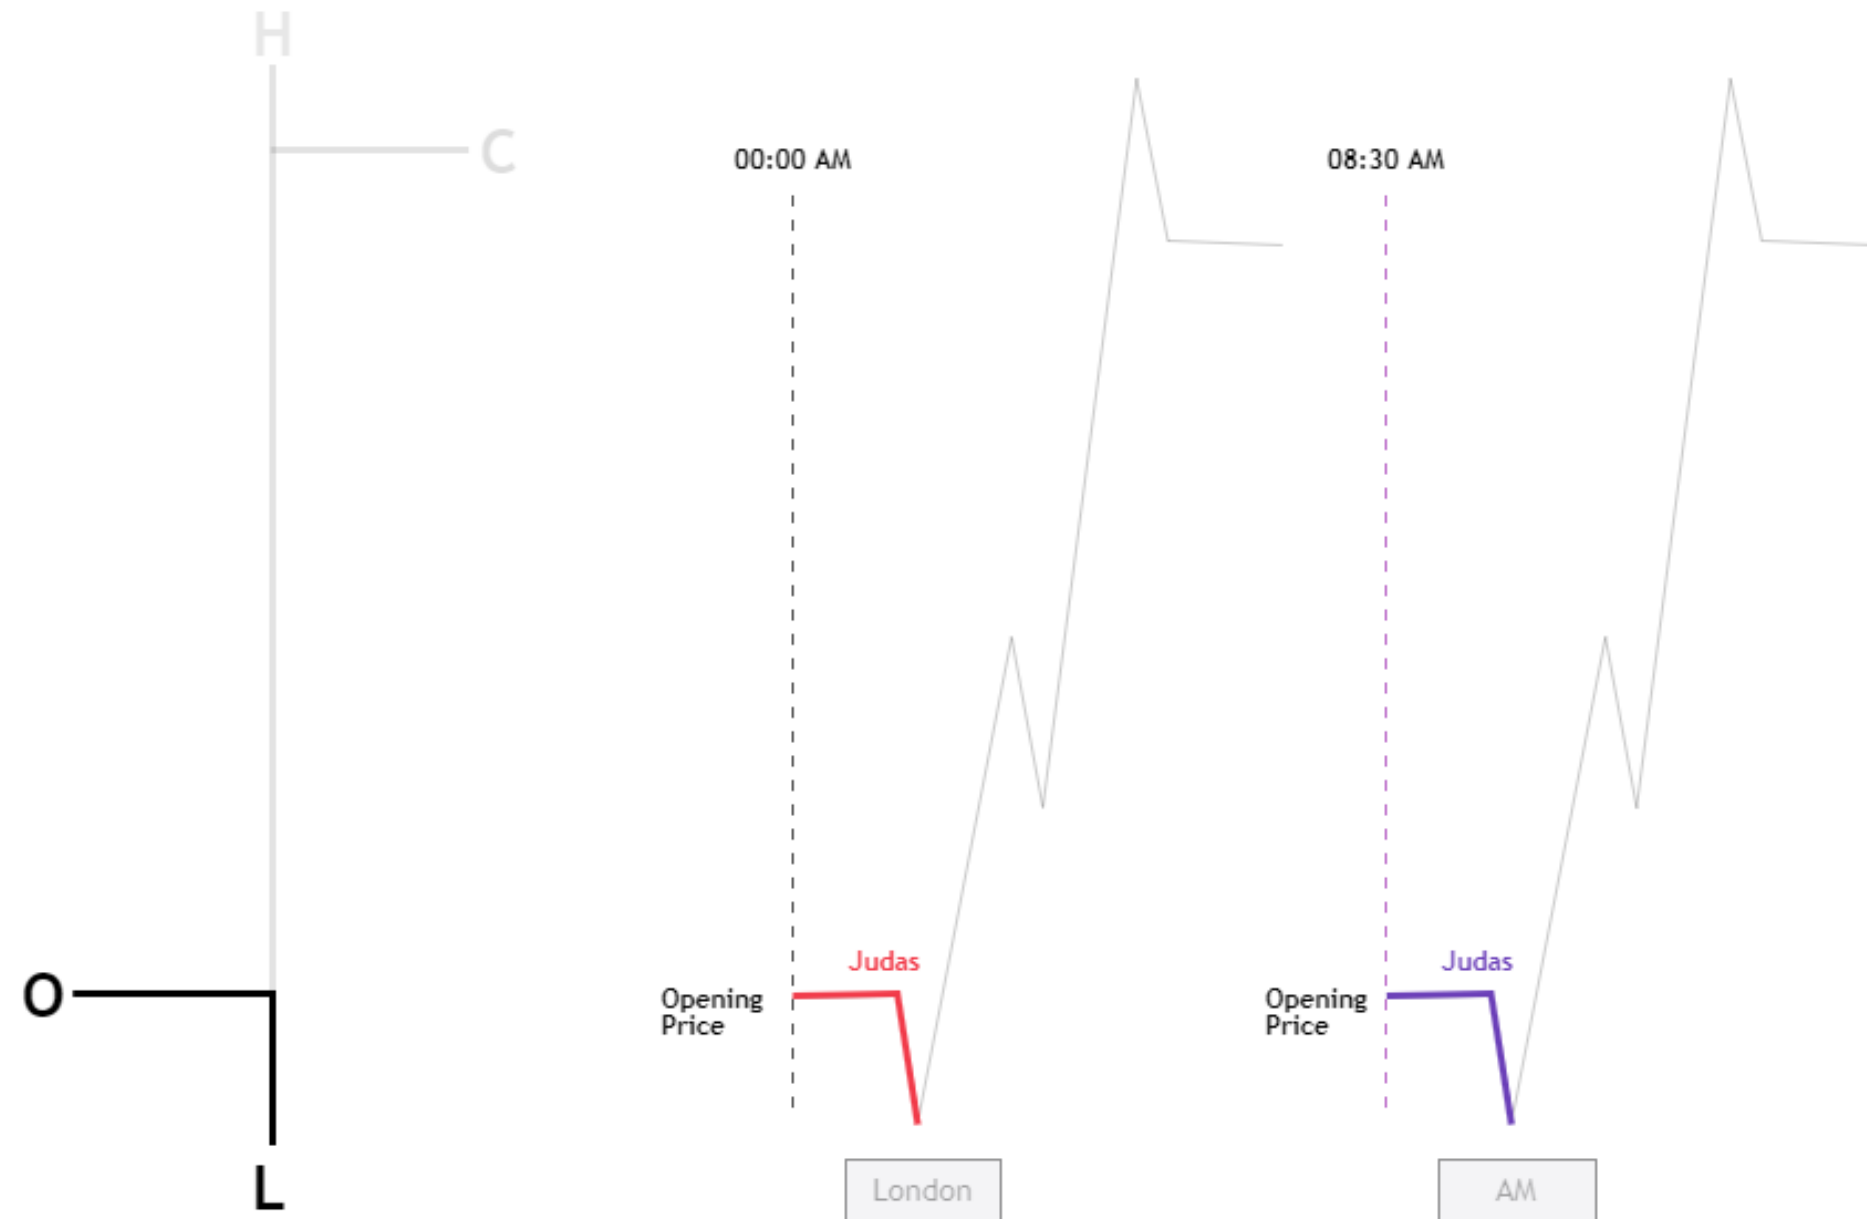 H
C
00:00 AM
08:30 AM
Judas
Judas
O
Opening
Price
Opening
Price
L
London
AM